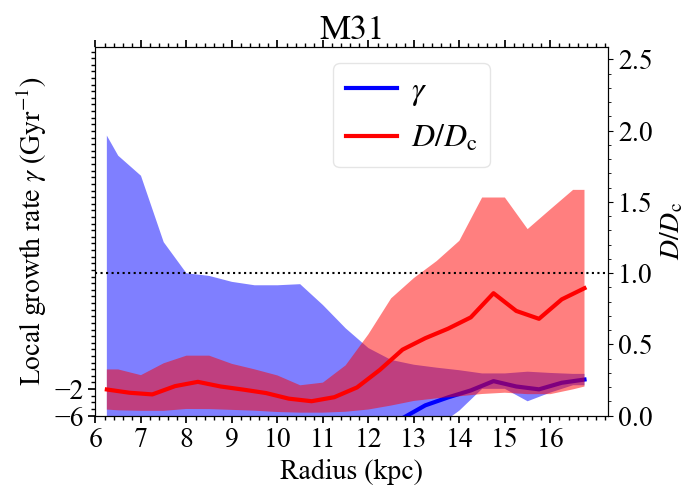 M31
γ
D/Dc
Local growth rate γ (Gyr⁻¹)
−2
−6
2.5
2.0
1.5
1.0
0.5
0.0
D/Dc
6 7 8 9 10 11 12 13 14 15 16
Radius (kpc)